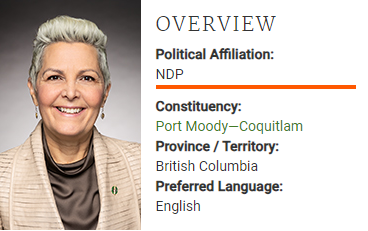 OVERVIEW
Political Affiliation:
NDP
Constituency:
Port Moody—Coquitlam
Province / Territory:
British Columbia
Preferred Language:
English